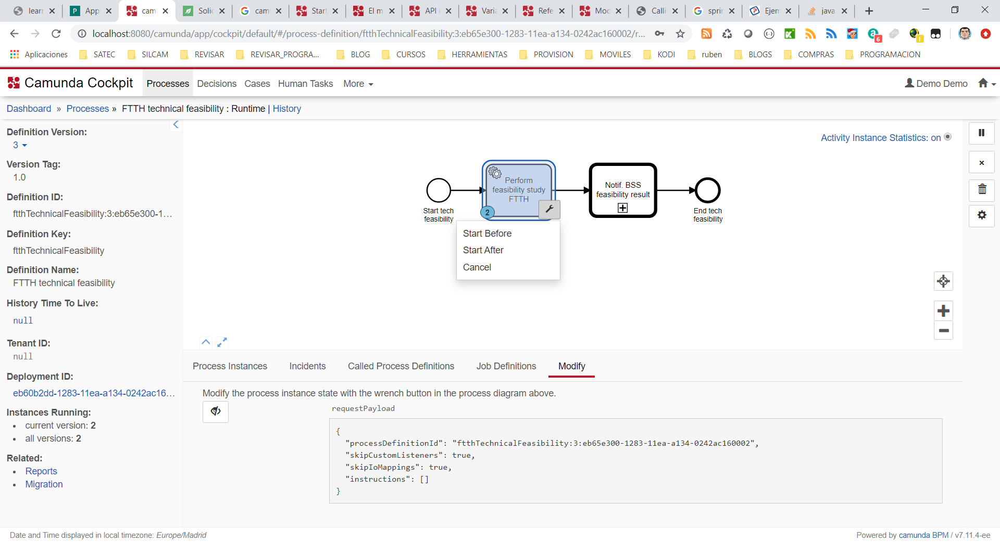 lear
App
cam
Solic
cam
Start
El m
API
Varia
Refe
Moc
Calli
sprir
Ejem
java
localhost:8080/camunda/app/cockpit/default/#/process-definition/ftthTechnicalFeasibility:3:eb65e300-1283-11ea-a134-0242ac160002/r...
6
Aplicaciones
SATEC
SILCAM
REVISAR
REVISAR_PROGRA...
BLOG
CURSOS
HERRAMIENTAS
PROVISION
MOVILES
KODI
ruben
BLOGS
COMPRAS
PROGRAMACION
Camunda Cockpit
Processes
Decisions
Cases
Human Tasks
More
Demo Demo
Dashboard » Processes » FTTH technical feasibility : Runtime | History
Definition Version:
3
Version Tag:
1.0
Definition ID:
ftthTechnicalFeasibility:3:eb65e300-1...
Definition Key:
ftthTechnicalFeasibility
Definition Name:
FTTH technical feasibility
History Time To Live:
null
Tenant ID:
null
Deployment ID:
eb60b2dd-1283-11ea-a134-0242ac16...
Instances Running:
current version: 2
all versions: 2
Related:
Reports
Migration
Activity Instance Statistics: on
Start tech
feasibility
Perform
feasibility study
FTTH
2
Notif. BSS
feasibility result
End tech
feasibility
Start Before
Start After
Cancel
Process Instances
Incidents
Called Process Definitions
Job Definitions
Modify
Modify the process instance state with the wrench button in the process diagram above.
requestPayload
{
"processDefinitionId": "ftthTechnicalFeasibility:3:eb65e300-1283-11ea-a134-0242ac160002",
"skipCustomListeners": true,
"skipIoMappings": true,
"instructions": []
}
Date and Time displayed in local timezone: Europe/Madrid
Powered by camunda BPM / v7.11.4-ee